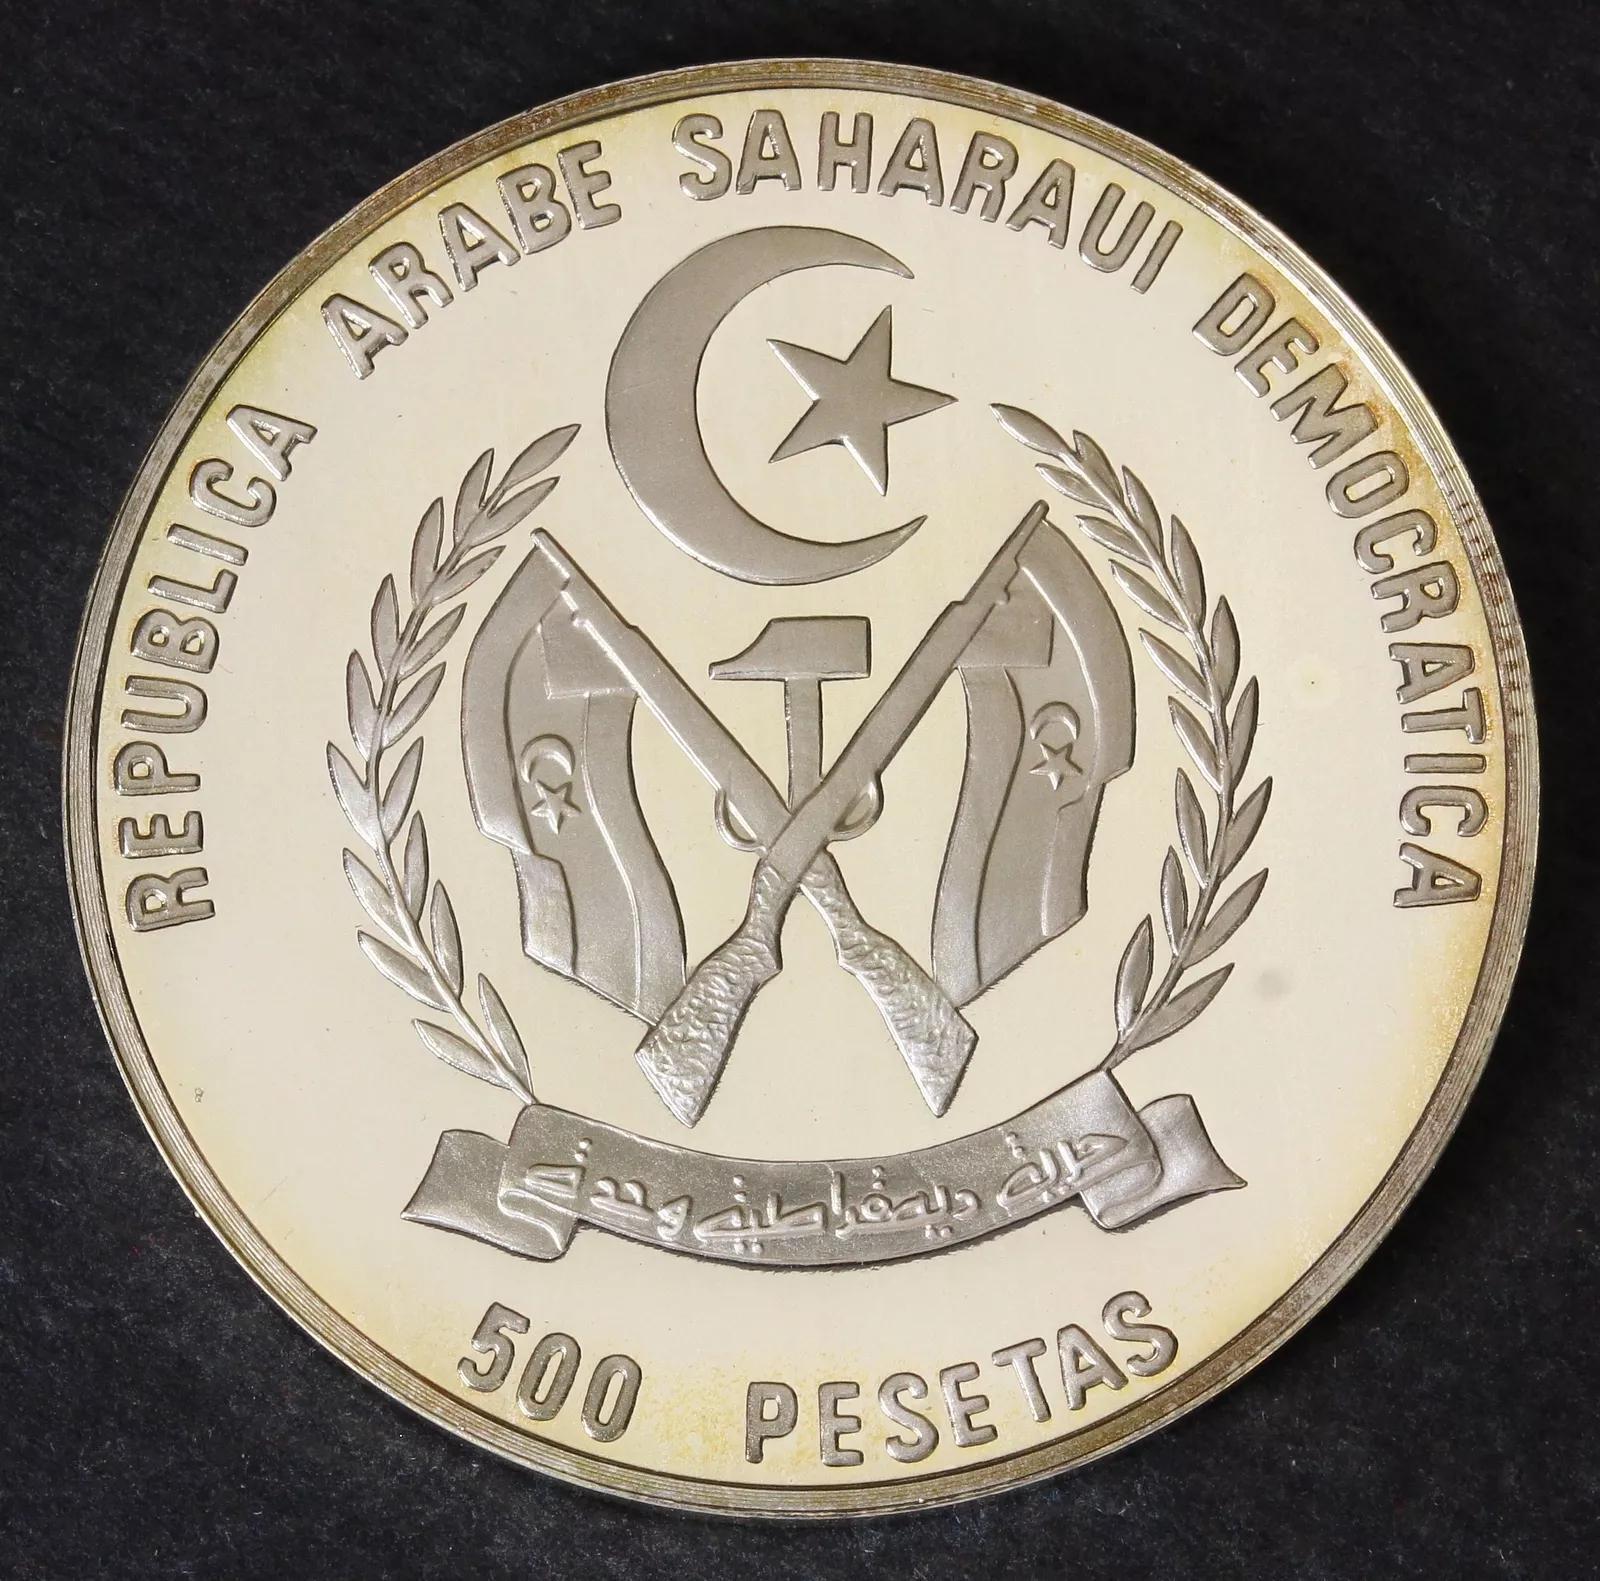 REPUBLICA ARABE SAHARAUI DEMOCRATICA
حرية ديمقراطية وحدة
500 PESETAS